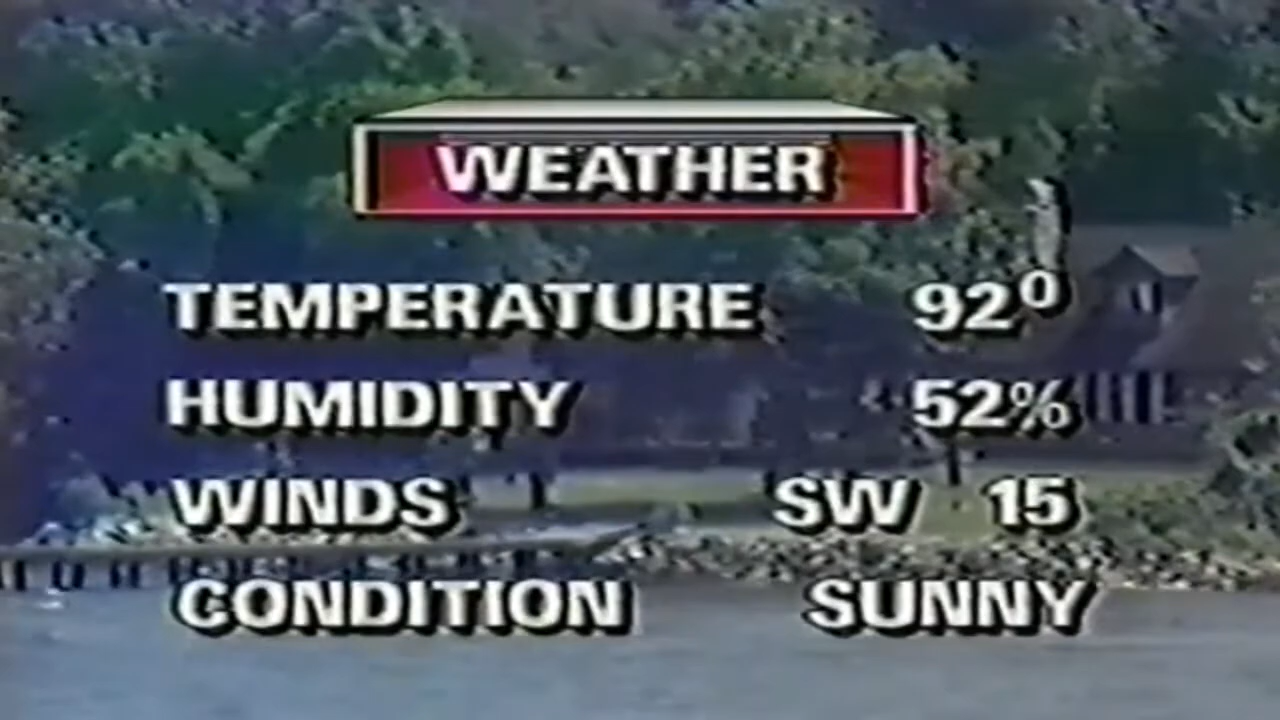 WEATHER
TEMPERATURE 92°
HUMIDITY 52%
WINDS SW 15
CONDITION SUNNY